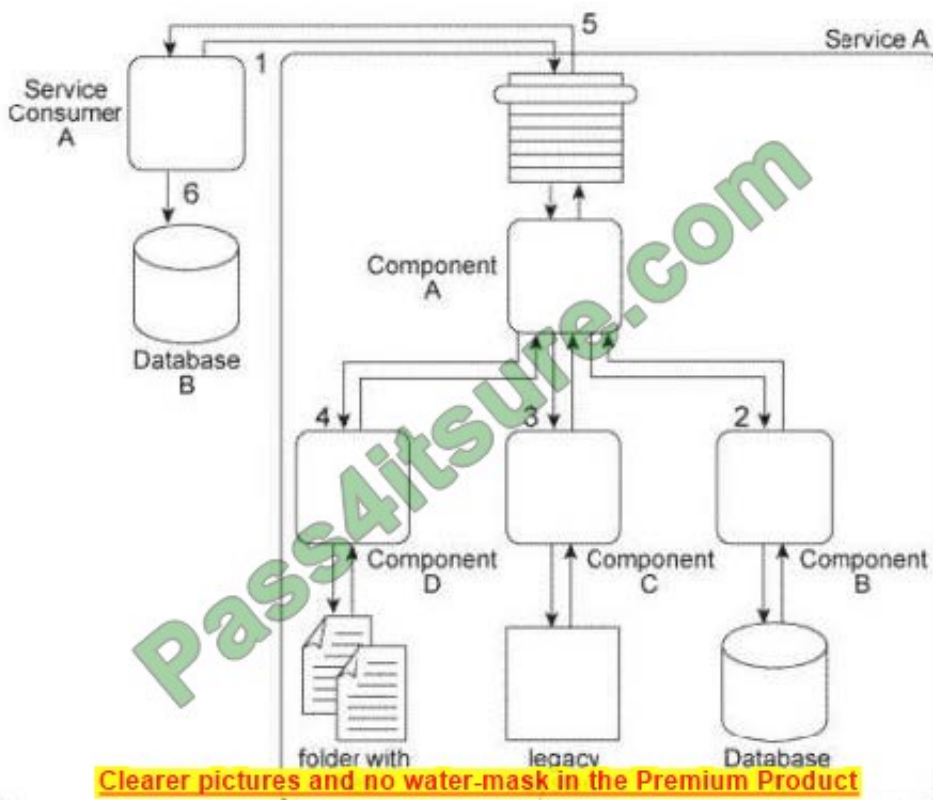 5
Service A
1
Service
Consumer
A
6
Database
B
Component
A
4
3
2
Component
D
Component
C
Component
B
folder with
legacy
Database
Pass4itsure.com
Clearer pictures and no water-mask in the Premium Product